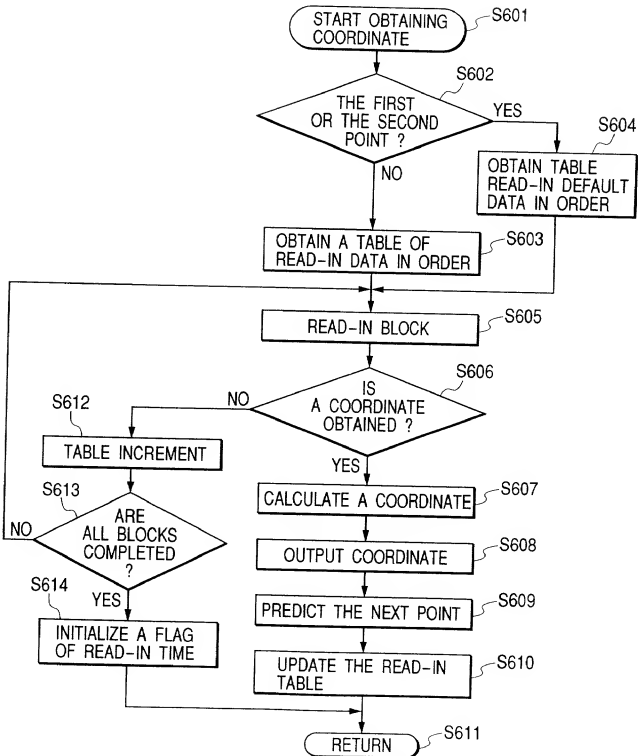 START OBTAINING
COORDINATE
S601
S602
THE FIRST
OR THE SECOND
POINT ?
YES
NO
S604
OBTAIN TABLE
READ-IN DEFAULT
DATA IN ORDER
S603
OBTAIN A TABLE OF
READ-IN DATA IN ORDER
S605
READ-IN BLOCK
S606
IS
A COORDINATE
OBTAINED ?
NO
YES
S612
TABLE INCREMENT
S613
ARE
ALL BLOCKS
COMPLETED
?
NO
YES
S614
INITIALIZE A FLAG
OF READ-IN TIME
CALCULATE A COORDINATE
S607
OUTPUT COORDINATE
S608
PREDICT THE NEXT POINT
S609
UPDATE THE READ-IN
TABLE
S610
RETURN
S611